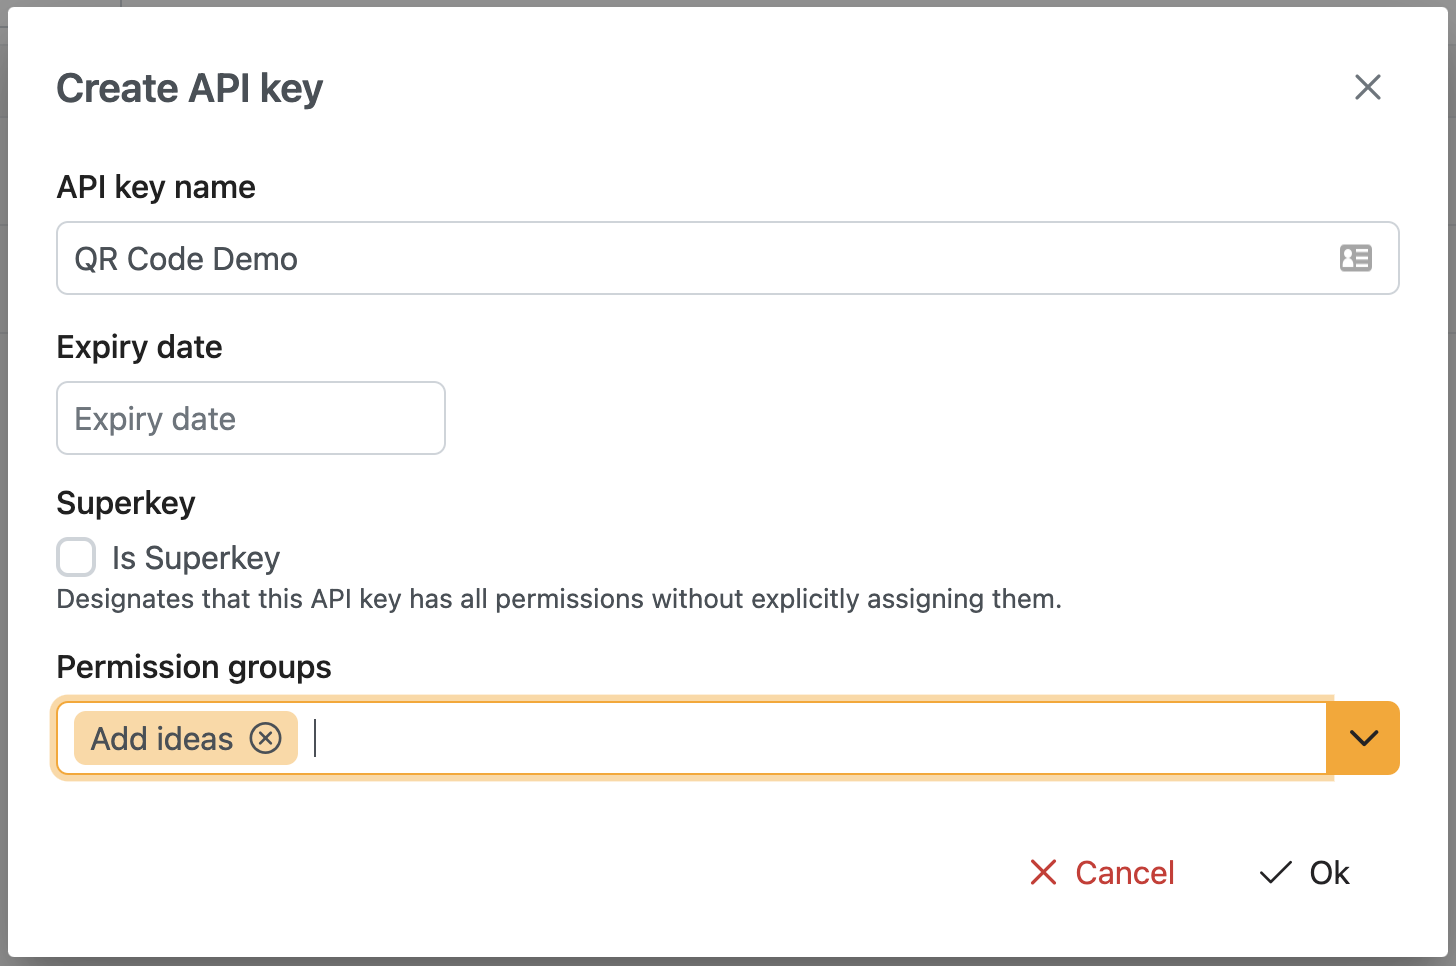 Create API key
API key name
QR Code Demo
Expiry date
Expiry date
Superkey
Is Superkey
Designates that this API key has all permissions without explicitly assigning them.
Permission groups
Add ideas
Cancel
Ok